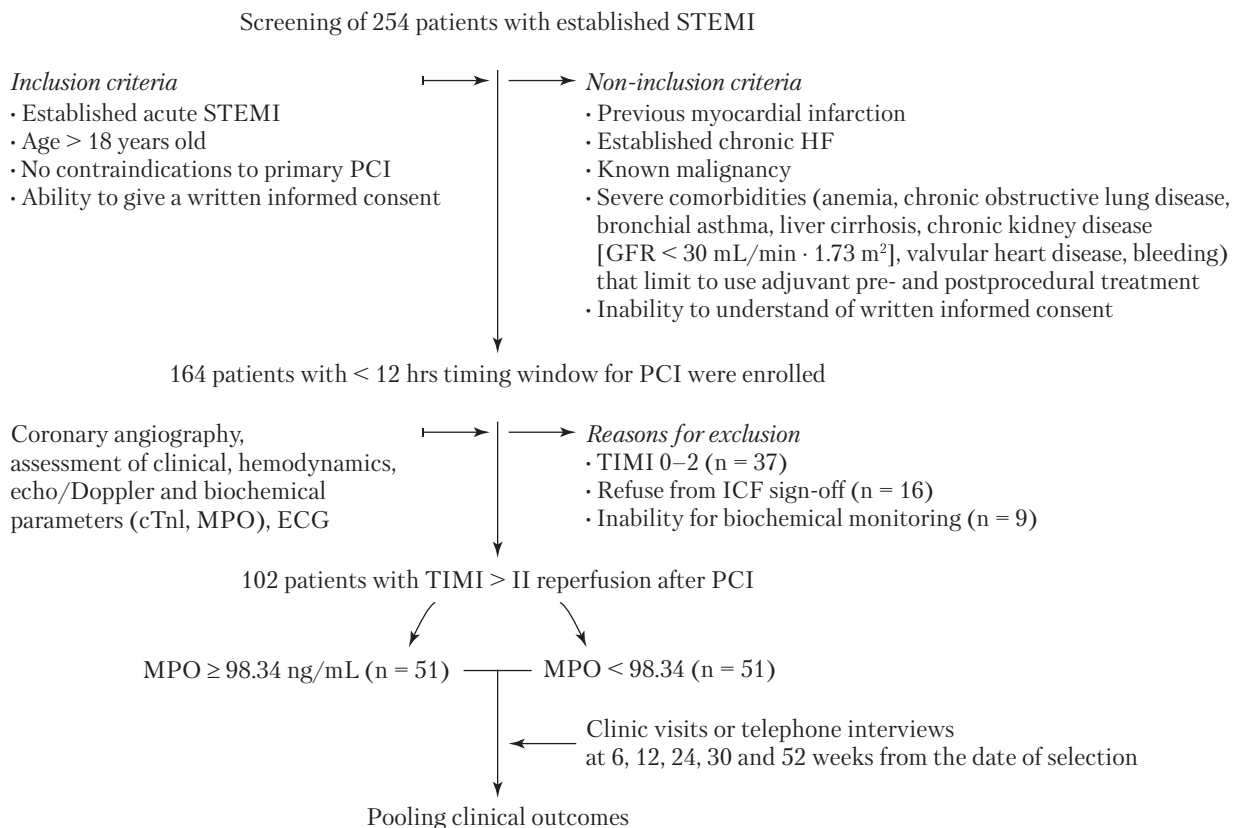 Screening of 254 patients with established STEMI
Inclusion criteria
· Established acute STEMI
· Age > 18 years old
· No contraindications to primary PCI
· Ability to give a written informed consent
Non-inclusion criteria
· Previous myocardial infarction
· Established chronic HF
· Known malignancy
· Severe comorbidities (anemia, chronic obstructive lung disease,
bronchial asthma, liver cirrhosis, chronic kidney disease
[GFR < 30 mL/min · 1.73 m²], valvular heart disease, bleeding)
that limit to use adjuvant pre- and postprocedural treatment
· Inability to understand of written informed consent
164 patients with < 12 hrs timing window for PCI were enrolled
Coronary angiography,
assessment of clinical, hemodynamics,
echo/Doppler and biochemical
parameters (cTnl, MPO), ECG
Reasons for exclusion
· TIMI 0–2 (n = 37)
· Refuse from ICF sign-off (n = 16)
· Inability for biochemical monitoring (n = 9)
102 patients with TIMI > II reperfusion after PCI
MPO ≥ 98.34 ng/mL (n = 51)
MPO < 98.34 (n = 51)
Clinic visits or telephone interviews
at 6, 12, 24, 30 and 52 weeks from the date of selection
Pooling clinical outcomes